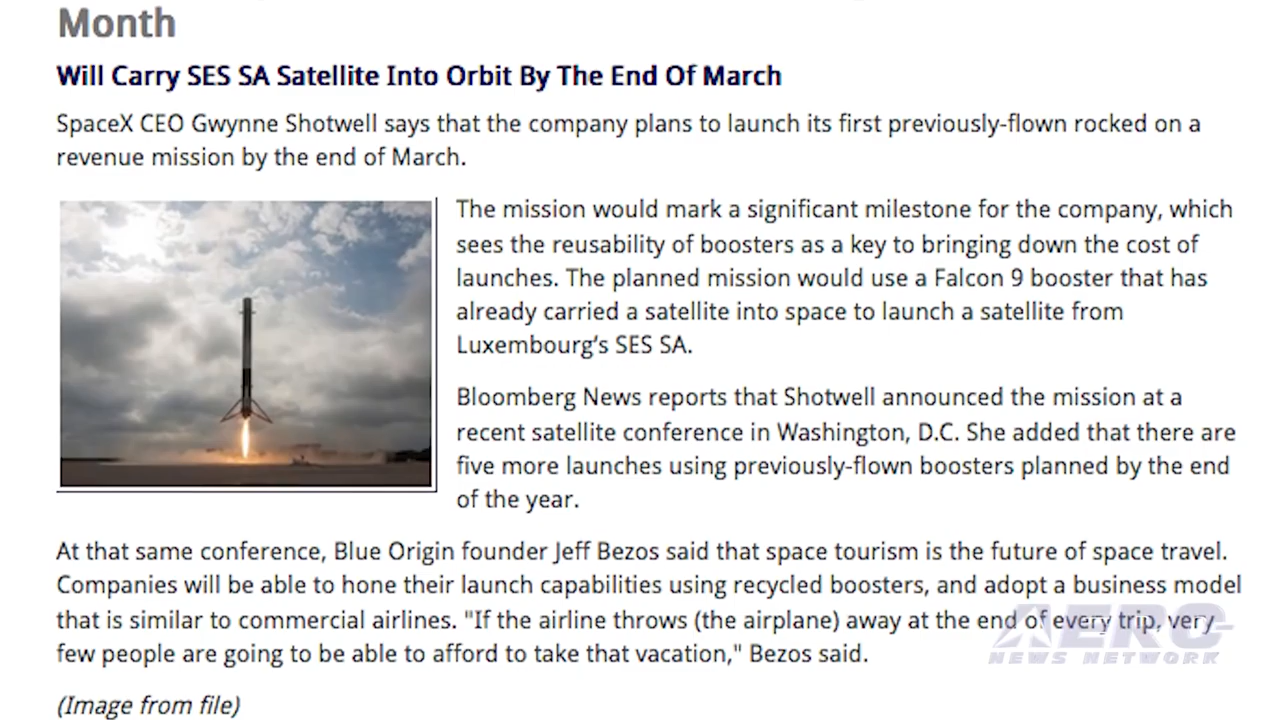 Month
Will Carry SES SA Satellite Into Orbit By The End Of March
SpaceX CEO Gwynne Shotwell says that the company plans to launch its first previously-flown rocked on a
revenue mission by the end of March.
The mission would mark a significant milestone for the company, which
sees the reusability of boosters as a key to bringing down the cost of
launches. The planned mission would use a Falcon 9 booster that has
already carried a satellite into space to launch a satellite from
Luxembourg's SES SA.
Bloomberg News reports that Shotwell announced the mission at a
recent satellite conference in Washington, D.C. She added that there are
five more launches using previously-flown boosters planned by the end
of the year.
At that same conference, Blue Origin founder Jeff Bezos said that space tourism is the future of space travel.
Companies will be able to hone their launch capabilities using recycled boosters, and adopt a business model
that is similar to commercial airlines. "If the airline throws (the airplane) away at the end of every trip, very
few people are going to be able to afford to take that vacation," Bezos said.
AERO
NEWS NETWORK
(Image from file)